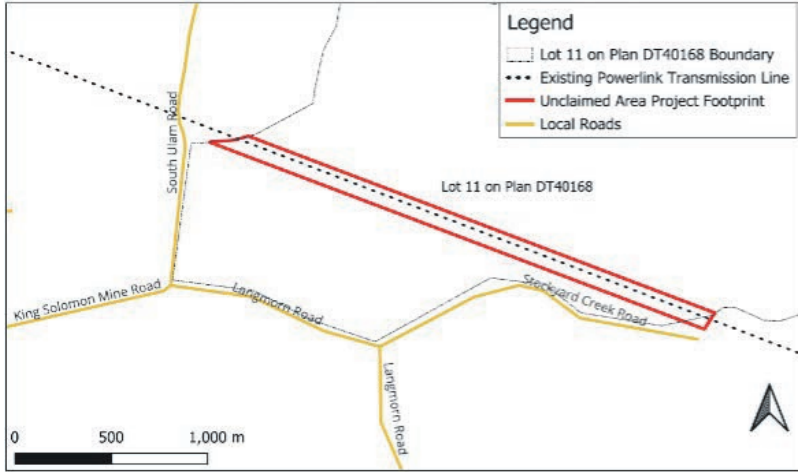 Legend
Lot 11 on Plan DT40168 Boundary
Existing Powerlink Transmission Line
Unclaimed Area Project Footprint
Local Roads
South Ulam Road
Lot 11 on Plan DT40168
King Solomon Mine Road
Langmorn Road
Stockyard Creek Road
Langmorn Road
0 500 1,000 m